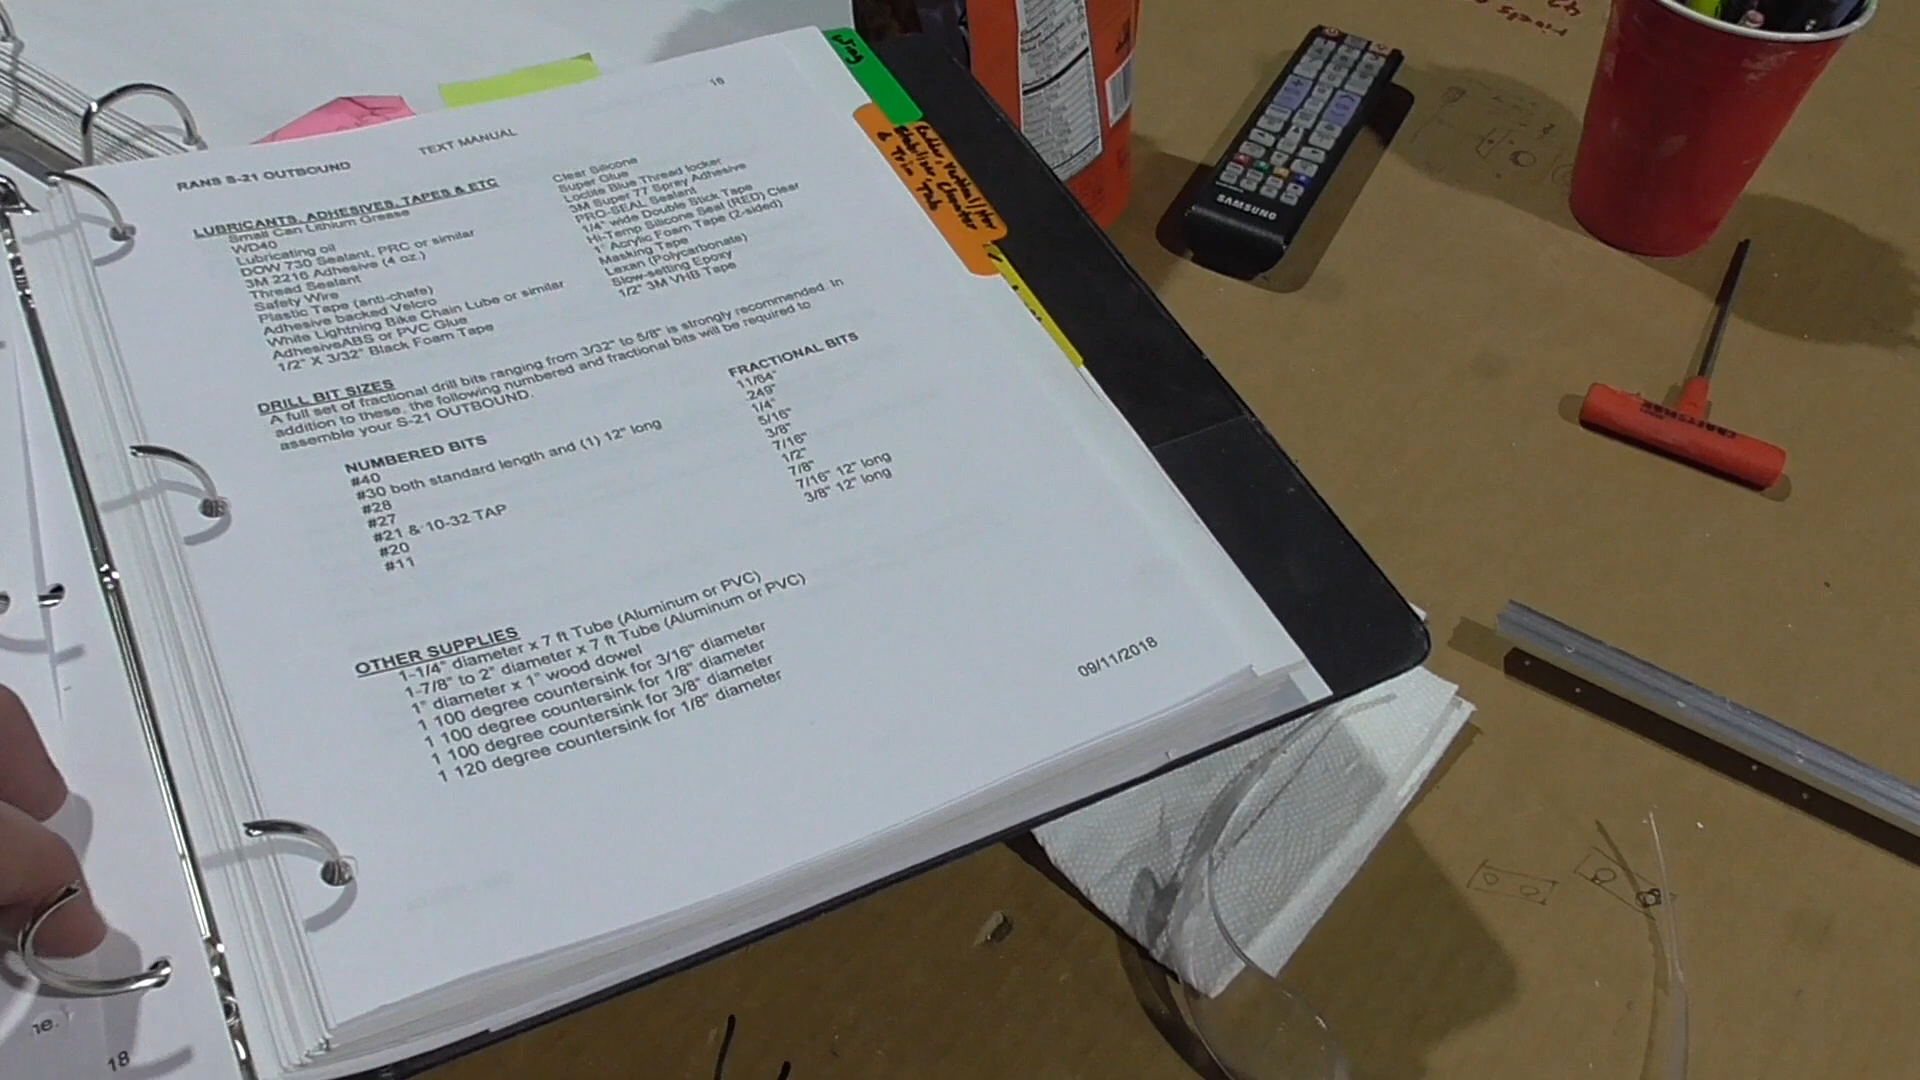 18
RANS S-21 OUTBOUND
TEXT MANUAL
LUBRICANTS, ADHESIVES, TAPES & ETC
Small Can Lithium Grease
WD40
Lubricating oil
DOW 730 Sealant, PRC or similar
3M 2216 Adhesive (4 oz.)
Thread Sealant
Safety Wire
Plastic Tape (anti-chafe)
Adhesive backed Velcro
White Lightning Bike Chain Lube or similar
AdhesiveABS or PVC Glue
1/2" X 3/32" Black Foam Tape
Clear Silicone
Super Glue
Loctite Blue Thread locker
3M Super 77 Spray Adhesive
PRO-SEAL Sealant
1/4" wide Double Stick Tape
Hi-Temp Silicone Seal (RED) Clear
1" Acrylic Foam Tape (2-sided)
Masking Tape
Lexan (Polycarbonate)
Slow-setting Epoxy
1/2" 3M VHB Tape
DRILL BIT SIZES
A full set of fractional drill bits ranging from 3/32" to 5/8" is strongly recommended. In
addition to these, the following numbered and fractional bits will be required to
assemble your S-21 OUTBOUND.
NUMBERED BITS
#40
#30 both standard length and (1) 12" long
#28
#27
#21 & 10-32 TAP
#20
#11
FRACTIONAL BITS
11/64"
.249"
1/4"
5/16"
3/8"
7/16"
1/2"
7/8"
7/16" 12" long
3/8" 12" long
OTHER SUPPLIES
1-1/4" diameter x 7 ft Tube (Aluminum or PVC)
1-7/8" to 2" diameter x 7 ft Tube (Aluminum or PVC)
1" diameter x 1" wood dowel
1 100 degree countersink for 3/16" diameter
1 100 degree countersink for 1/8" diameter
1 100 degree countersink for 3/8" diameter
1 120 degree countersink for 1/8" diameter
09/11/2018
18
Wing
Rudder, Vertical/Hor
Stabilizer, Elevator
& Trim Tab
SAMSUNG
CRAFTSMAN